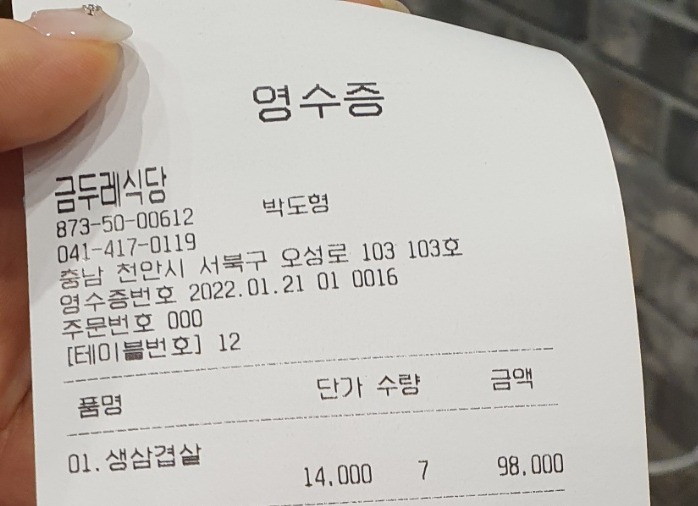 영수증
금두레식당
873-50-00612 박도형
041-417-0119
충남 천안시 서북구 오성로 103 103호
영수증번호 2022.01.21 01 0016
주문번호 000
[테이블번호] 12
품명 단가 수량 금액
01.생삼겹살
14,000 7 98,000